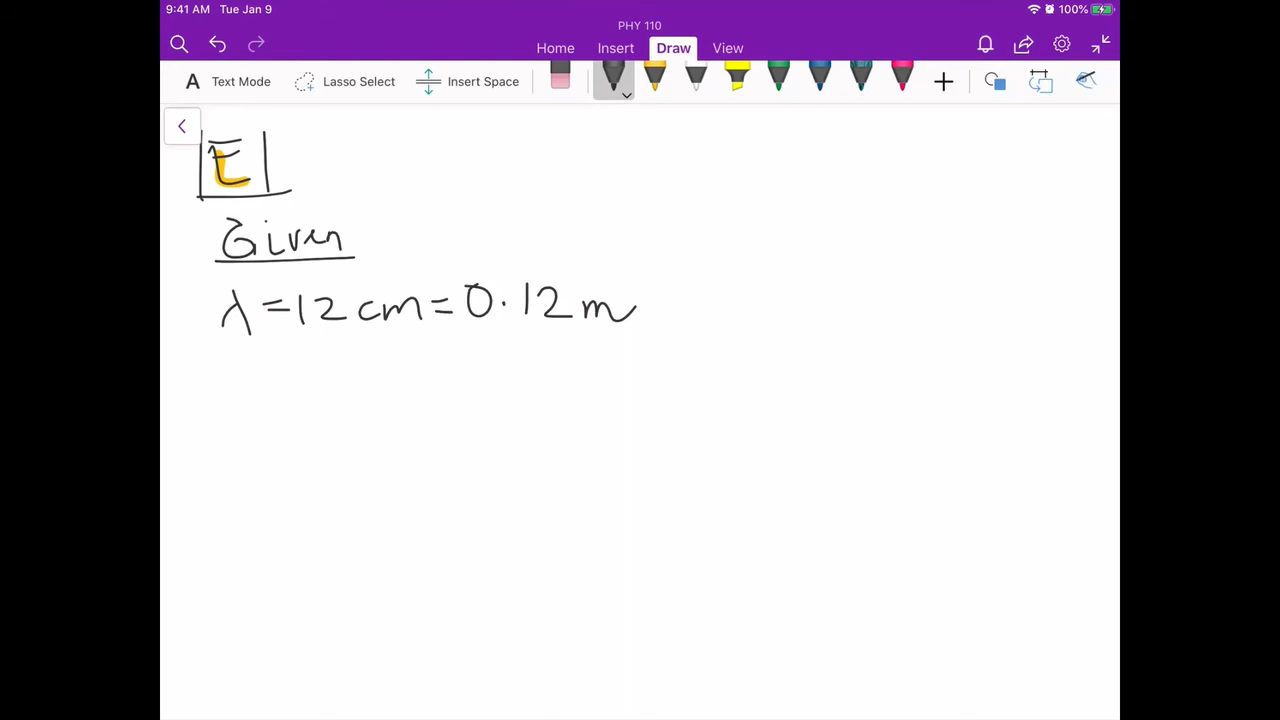 9:41 AM Tue Jan 9
100%
PHY 110
Home Insert Draw View
A Text Mode Lasso Select Insert Space
E
Given
λ = 12 cm = 0.12 m